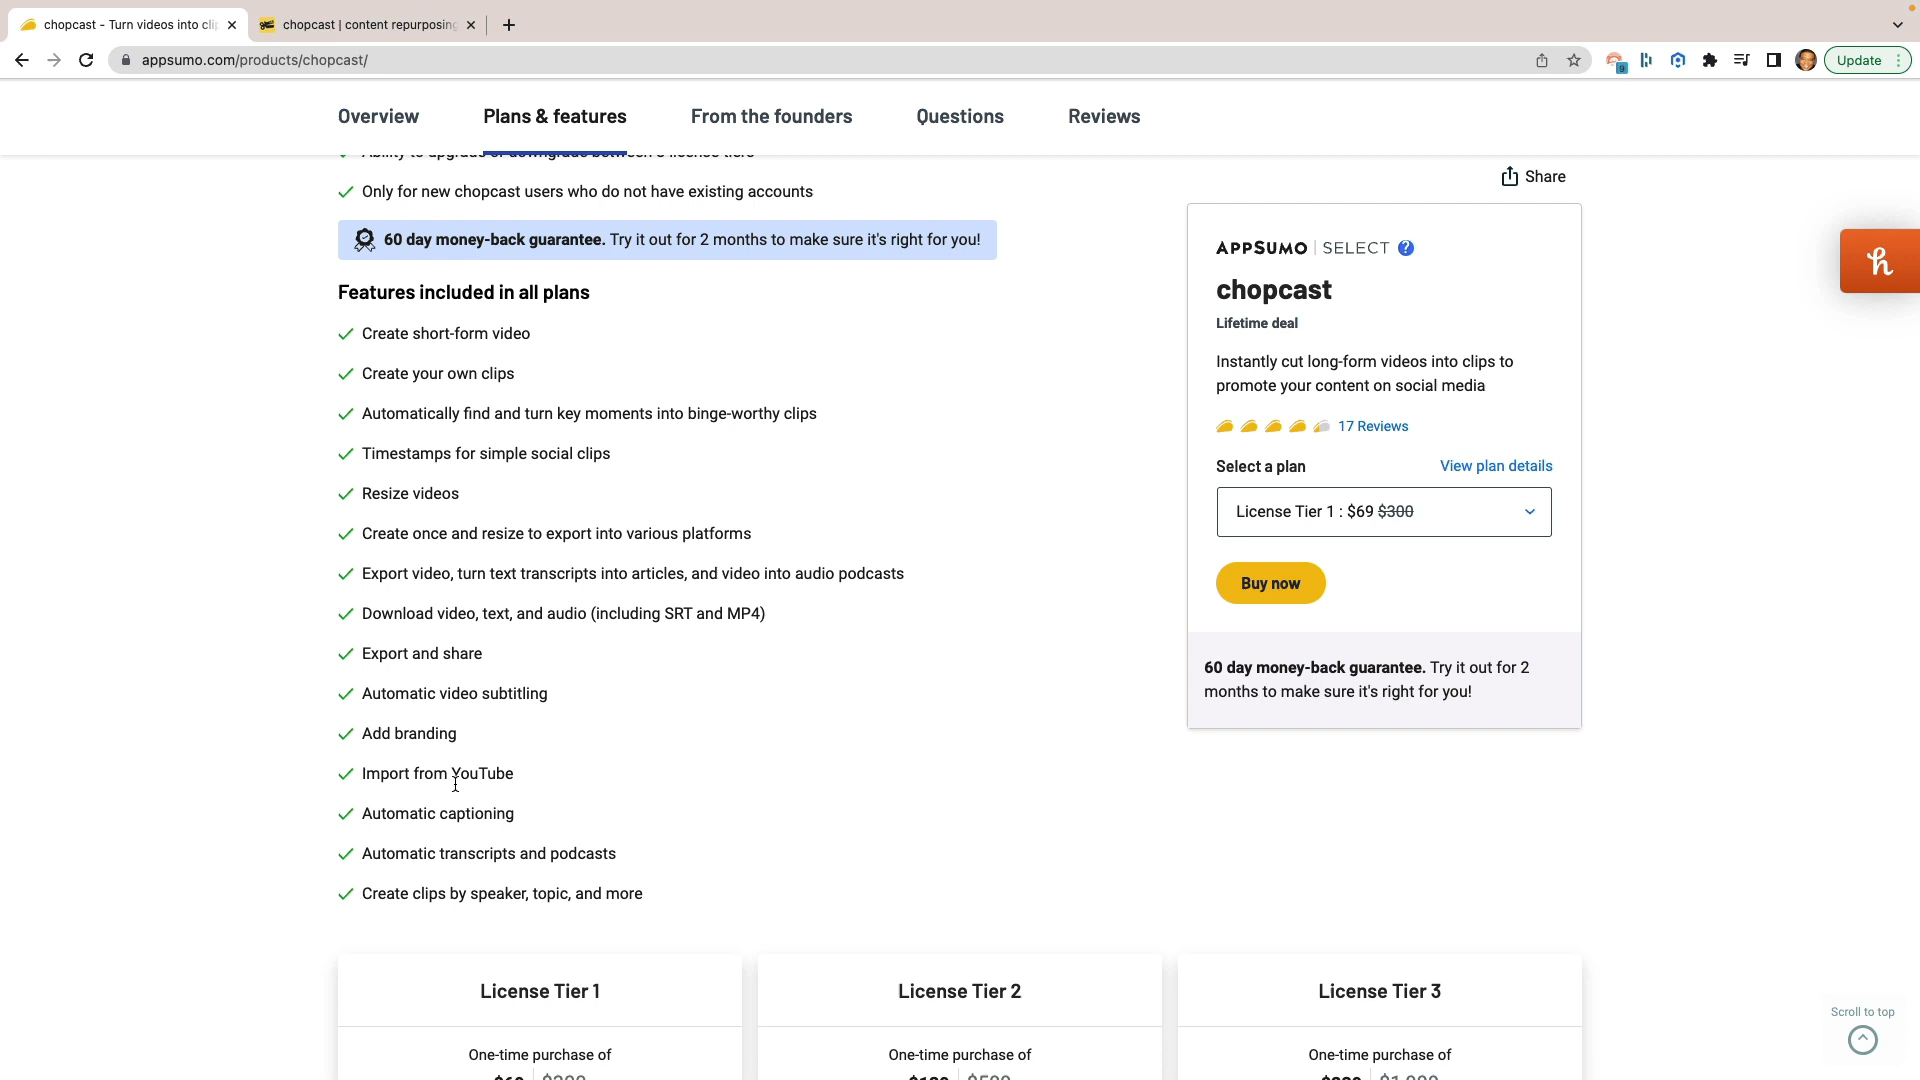 chopcast - Turn videos into cli
chopcast | content repurposing
appsumo.com/products/chopcast/
9
Update
Overview
Plans & features
From the founders
Questions
Reviews
Only for new chopcast users who do not have existing accounts
60 day money-back guarantee. Try it out for 2 months to make sure it's right for you!
Features included in all plans
Create short-form video
Create your own clips
Automatically find and turn key moments into binge-worthy clips
Timestamps for simple social clips
Resize videos
Create once and resize to export into various platforms
Export video, turn text transcripts into articles, and video into audio podcasts
Download video, text, and audio (including SRT and MP4)
Export and share
Automatic video subtitling
Add branding
Import from YouTube
Automatic captioning
Automatic transcripts and podcasts
Create clips by speaker, topic, and more
Share
APPSUMO | SELECT ?
chopcast
Lifetime deal
Instantly cut long-form videos into clips to
promote your content on social media
17 Reviews
Select a plan
View plan details
License Tier 1 : $69 $300
Buy now
60 day money-back guarantee. Try it out for 2
months to make sure it's right for you!
h
License Tier 1
One-time purchase of
License Tier 2
One-time purchase of
License Tier 3
One-time purchase of
Scroll to top